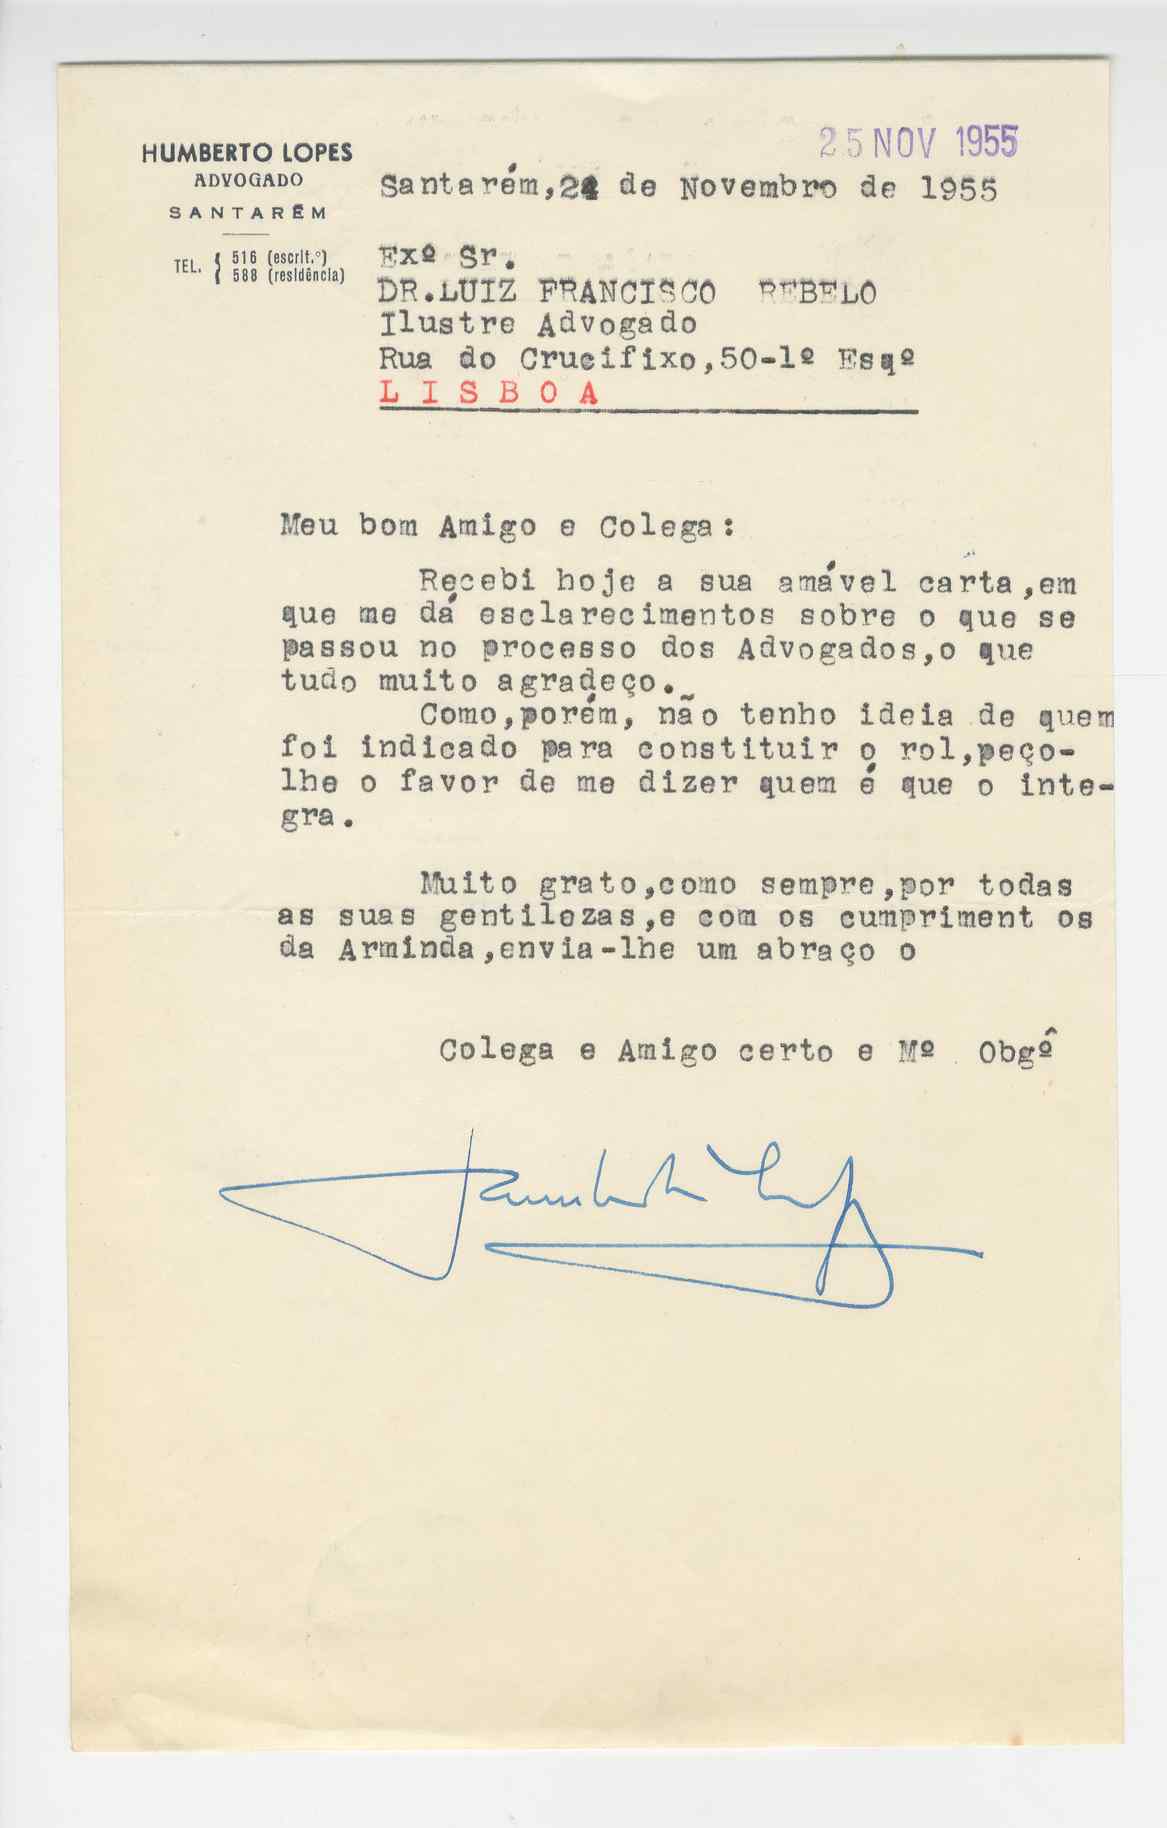 HUMBERTO LOPES
ADVOGADO
SANTARÉM
TEL. { 516 (escrit.º)
588 (residência)
25 NOV 1955
Santarém,24 de Novembro de 1955
Exº Sr.
DR.LUIZ FRANCISCO REBELO
Ilustre Advogado
Rua do Crucifixo,50-1º Esqº
L I S B O A
Meu bom Amigo e Colega:
Recebi hoje a sua amável carta,em
que me dá esclarecimentos sobre o que se
passou no processo dos Advogados,o que
tudo muito agradeço.
Como,porém, não tenho ideia de quem
foi indicado para constituir o rol,peço-
lhe o favor de me dizer quem é que o inte-
gra.
Muito grato,como sempre,por todas
as suas gentilezas,e com os cumpriment os
da Arminda,envia-lhe um abraço o
Colega e Amigo certo e Mº Obgº
Humberto Lopes